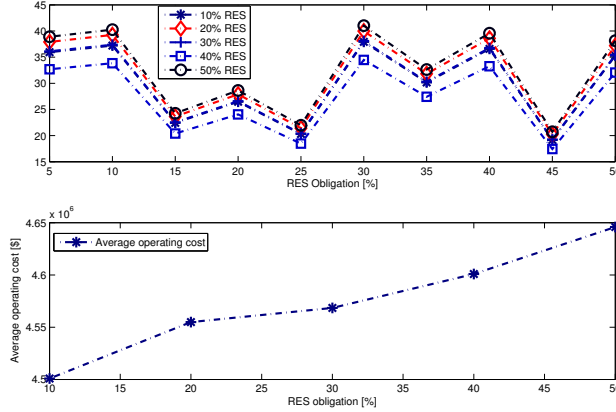 45
40
35
30
25
20
15
10% RES
20% RES
30% RES
40% RES
50% RES
5 10 15 20 25 30 35 40 45 50
RES Obligation [%]
x 10^6
4.65
4.6
4.55
4.5
Average operating cost [$]
Average operating cost
10 15 20 25 30 35 40 45 50
RES obligation [%]